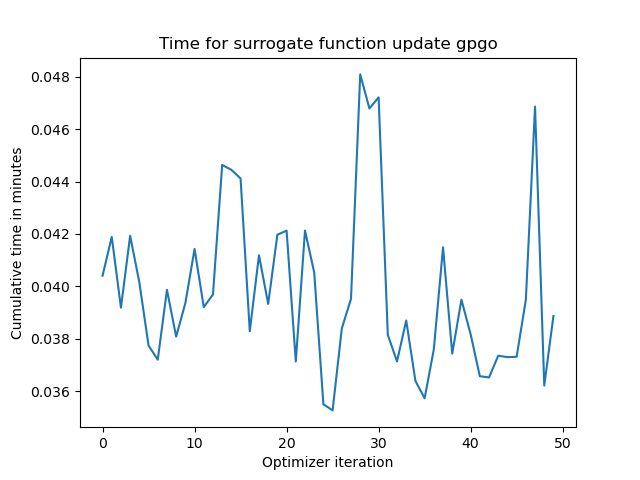 Time for surrogate function update gpgo
0.048
0.046
0.044
0.042
0.040
0.038
0.036
Cumulative time in minutes
0 10 20 30 40 50
Optimizer iteration